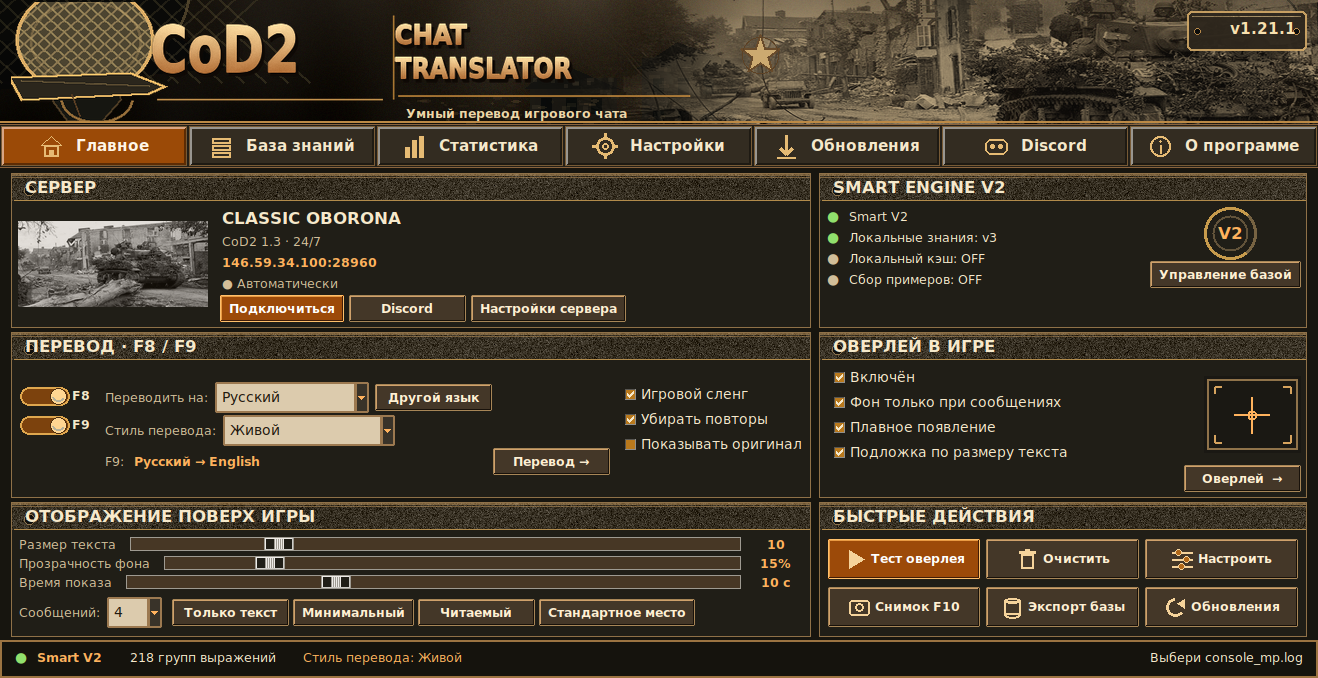 CoD2
CHAT
TRANSLATOR
Умный перевод игрового чата
v1.21.1
Главное
База знаний
Статистика
Настройки
Обновления
Discord
О программе
СЕРВЕР
CLASSIC OBORONA
CoD2 1.3 · 24/7
146.59.34.100:28960
Автоматически
Подключиться
Discord
Настройки сервера
SMART ENGINE V2
Smart V2
Локальные знания: v3
Локальный кэш: OFF
Сбор примеров: OFF
V2
Управление базой
ПЕРЕВОД · F8 / F9
F8
Переводить на:
Русский
Другой язык
F9
Стиль перевода:
Живой
F9: Русский → English
Перевод →
Игровой сленг
Убирать повторы
Показывать оригинал
ОВЕРЛЕЙ В ИГРЕ
Включён
Фон только при сообщениях
Плавное появление
Подложка по размеру текста
Оверлей →
ОТОБРАЖЕНИЕ ПОВЕРХ ИГРЫ
Размер текста 10
Прозрачность фона 15%
Время показа 10 с
Сообщений: 4
Только текст
Минимальный
Читаемый
Стандартное место
БЫСТРЫЕ ДЕЙСТВИЯ
Тест оверлея
Очистить
Настроить
Снимок F10
Экспорт базы
Обновления
Smart V2
218 групп выражений
Стиль перевода: Живой
Выбери console_mp.log